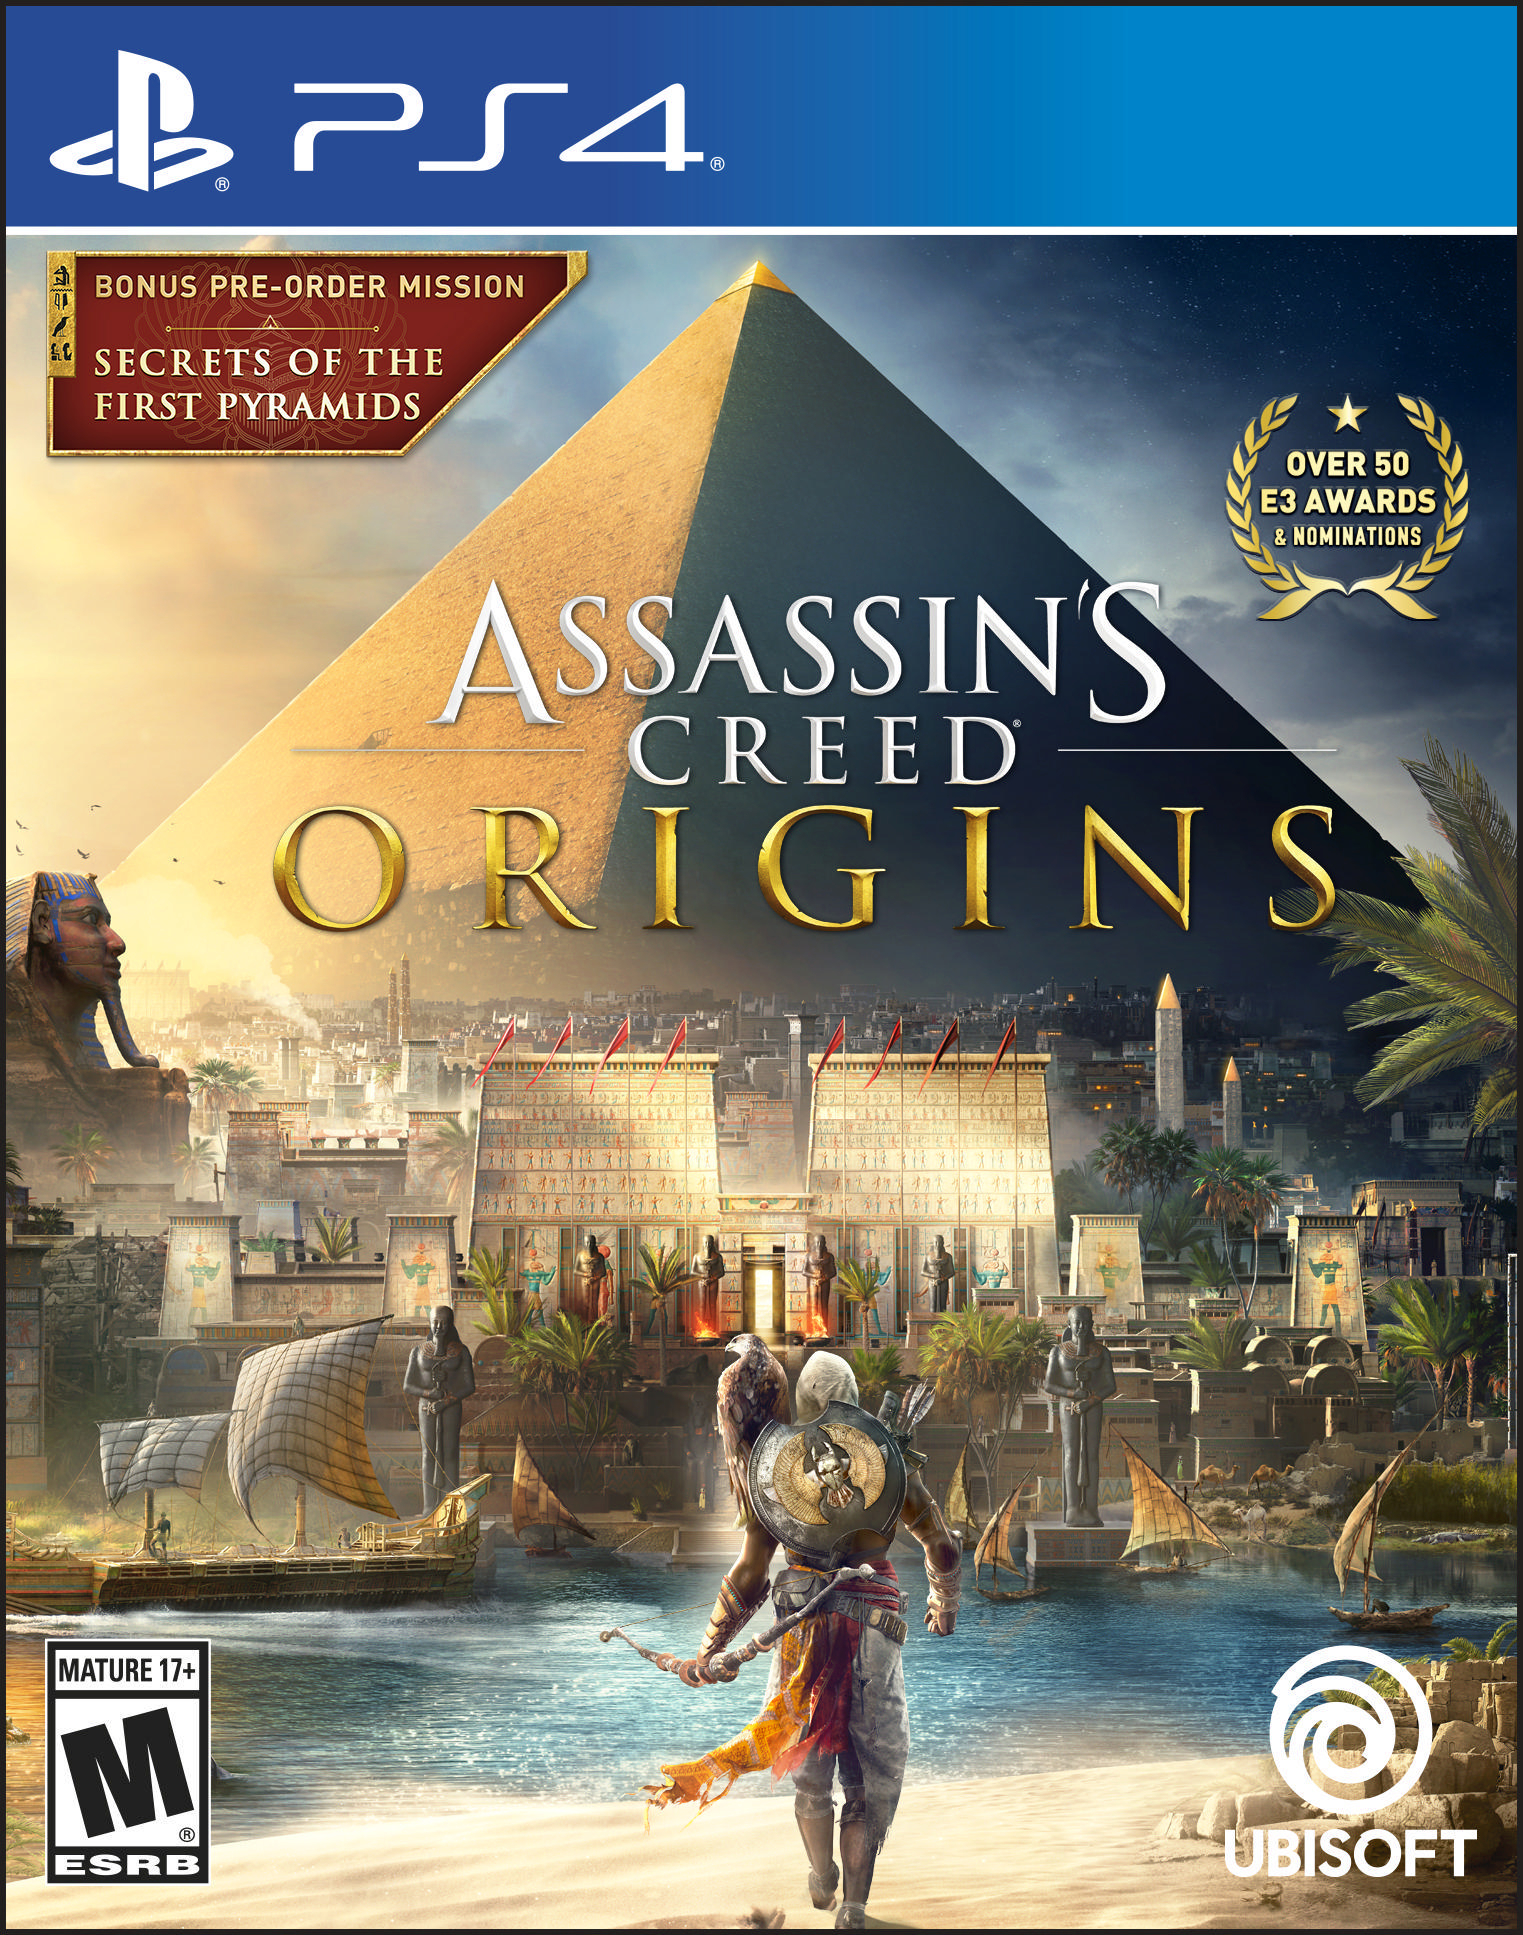 PS4®
BONUS PRE-ORDER MISSION
SECRETS OF THE
FIRST PYRAMIDS
OVER 50
E3 AWARDS
& NOMINATIONS
ASSASSIN'S
CREED®
ORIGINS
MATURE 17+
M®
ESRB
UBISOFT